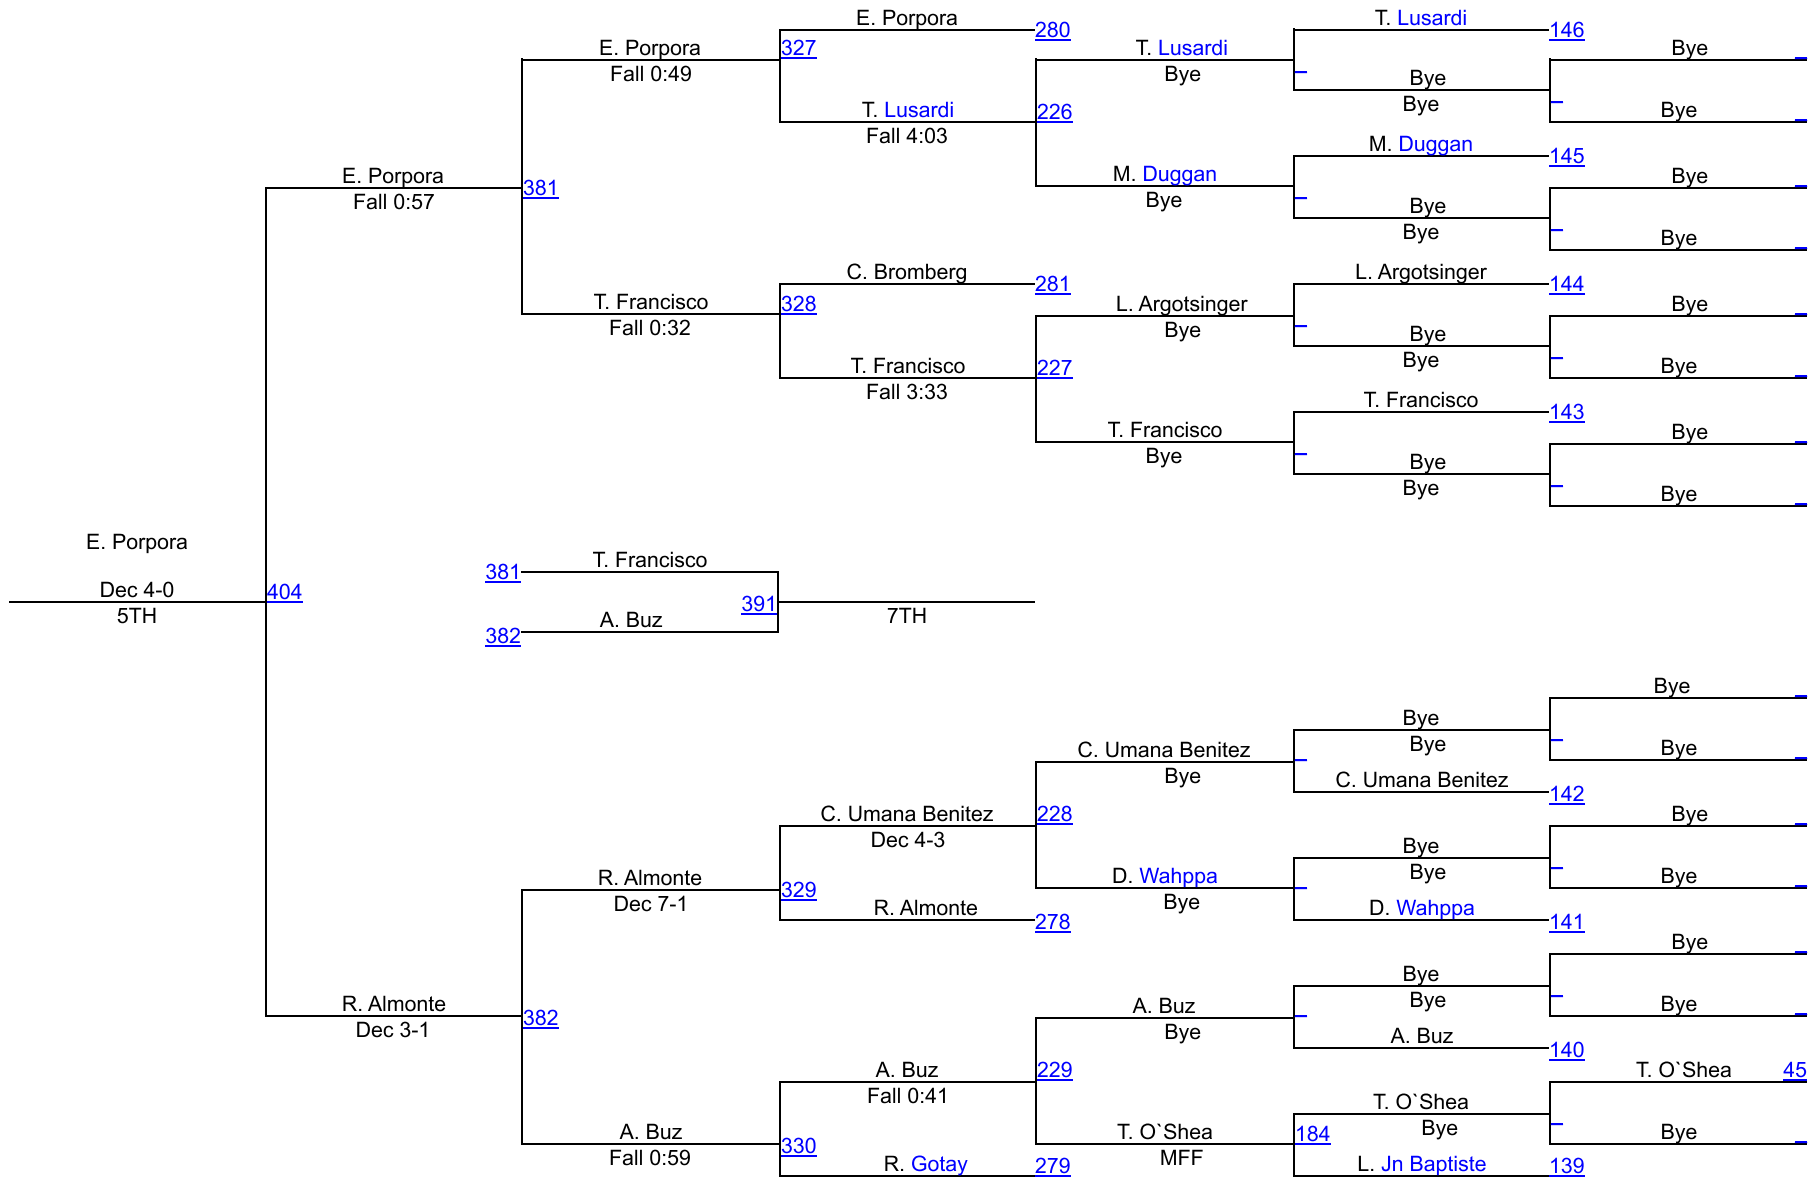 E. Porpora
280
T. Lusardi
146
E. Porpora
327
T. Lusardi
Bye
Fall 0:49
Bye
Bye
Bye
T. Lusardi
226
Bye
Fall 4:03
M. Duggan
145
E. Porpora
381
M. Duggan
Bye
Fall 0:57
Bye
Bye
Bye
Bye
C. Bromberg
281
L. Argotsinger
144
T. Francisco
328
L. Argotsinger
Bye
Fall 0:32
Bye
Bye
Bye
T. Francisco
227
Bye
Fall 3:33
T. Francisco
143
T. Francisco
Bye
Bye
Bye
Bye
Bye
E. Porpora
Dec 4-0
404
5TH
381
T. Francisco
391
7TH
382
A. Buz
Bye
Bye
C. Umana Benitez
Bye
Bye
Bye
C. Umana Benitez
142
C. Umana Benitez
228
Bye
Dec 4-3
Bye
R. Almonte
329
D. Wahppa
Bye
Bye
Dec 7-1
Bye
R. Almonte
278
D. Wahppa
141
Bye
Bye
R. Almonte
382
A. Buz
Bye
Bye
Dec 3-1
Bye
A. Buz
140
A. Buz
229
T. O`Shea
45
Fall 0:41
T. O`Shea
A. Buz
330
T. O`Shea
184
Bye
Bye
Fall 0:59
MFF
R. Gotay
279
L. Jn Baptiste
139